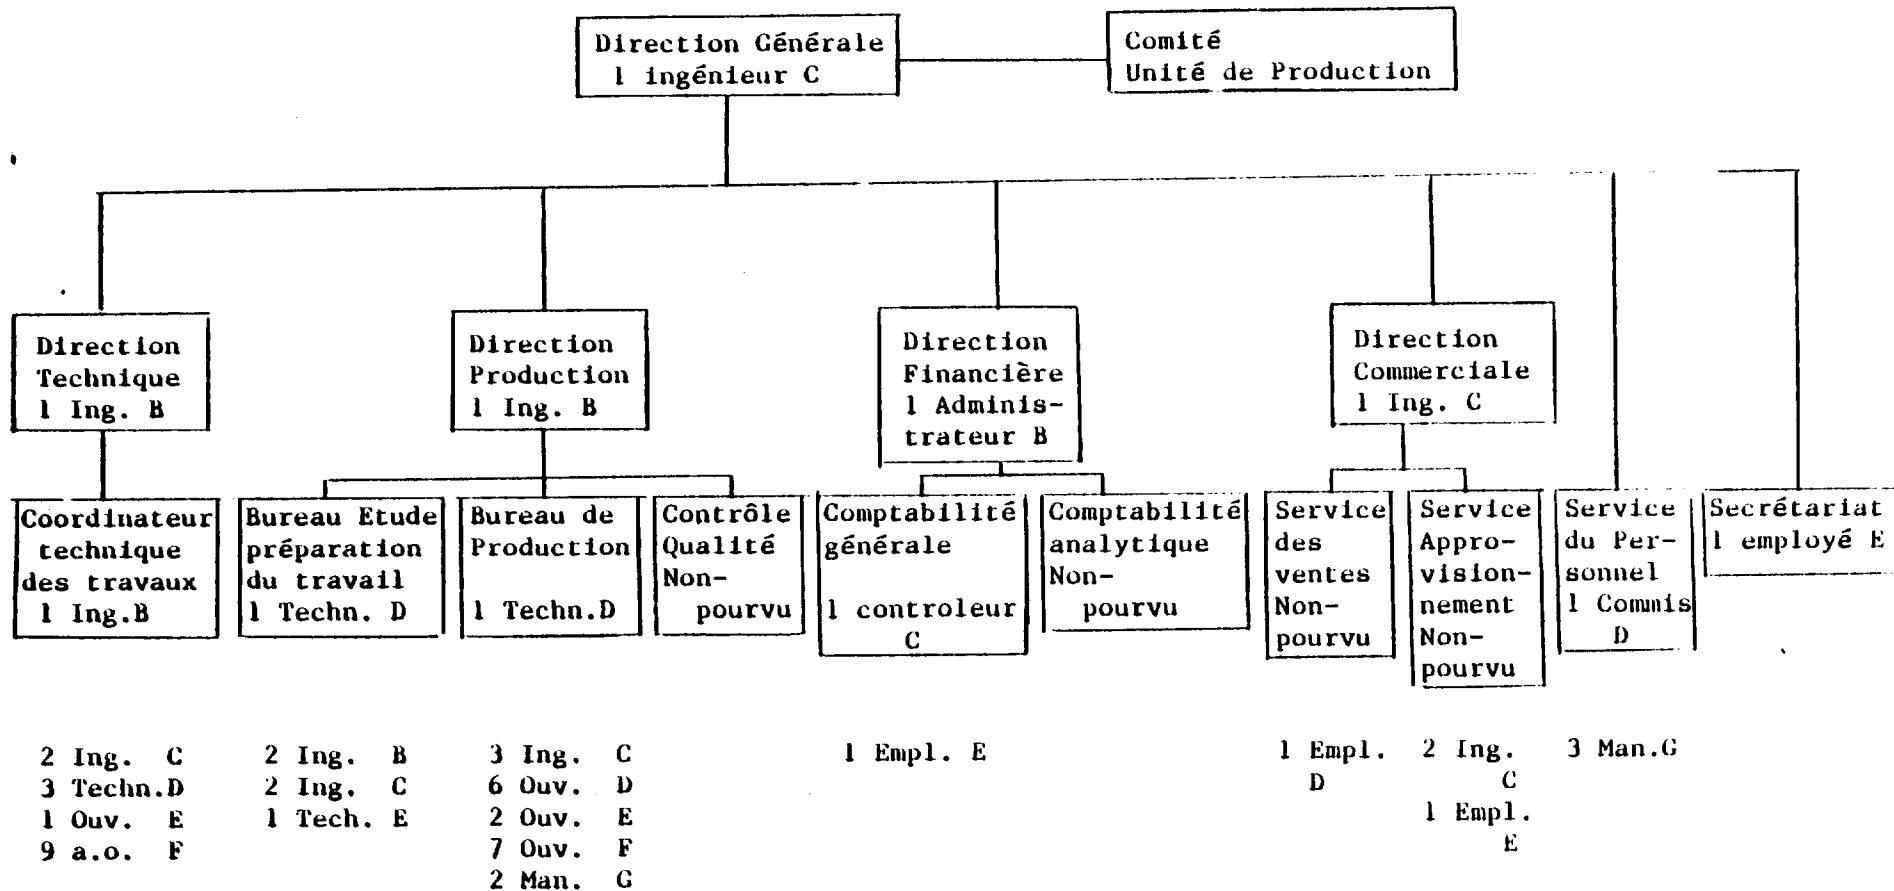 Direction Générale
1 ingénieur C
Comité
Unité de Production
Direction
Technique
1 Ing. B
Direction
Production
1 Ing. B
Direction
Financière
1 Adminis-
trateur B
Direction
Commerciale
1 Ing. C
Coordinateur
technique
des travaux
1 Ing.B
Bureau Etude
préparation
du travail
1 Techn. D
Bureau de
Production
1 Techn.D
Contrôle
Qualité
Non-
pourvu
Comptabilité
générale
1 controleur
C
Comptabilité
analytique
Non-
pourvu
Service
des
ventes
Non-
pourvu
Service
Appro-
vision-
nement
Non-
pourvu
Service
du Per-
sonnel
1 Commis
D
Secrétariat
1 employé E
2 Ing. C
3 Techn.D
1 Ouv. E
9 a.o. F
2 Ing. B
2 Ing. C
1 Tech. E
3 Ing. C
6 Ouv. D
2 Ouv. E
7 Ouv. F
2 Man. G
1 Empl. E
1 Empl.
D
2 Ing.
C
1 Empl.
E
3 Man.G